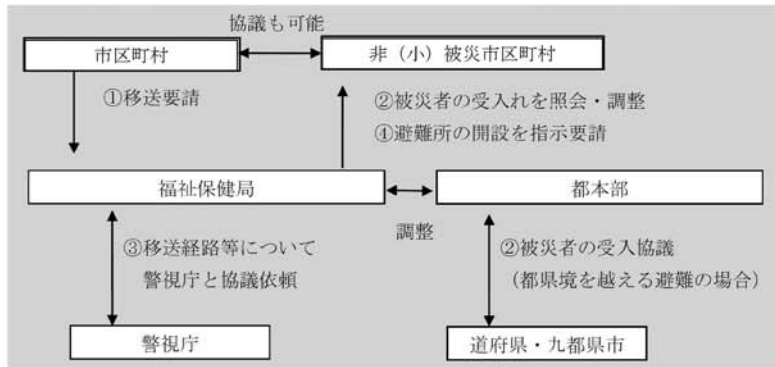 協議も可能
市区町村
非（小）被災市区町村
①移送要請
②被災者の受入れを照会・調整
④避難所の開設を指示要請
福祉保健局
都本部
調整
③移送経路等について
警視庁と協議依頼
②被災者の受入協議
(都県境を越える避難の場合)
警視庁
道府県・九都県市